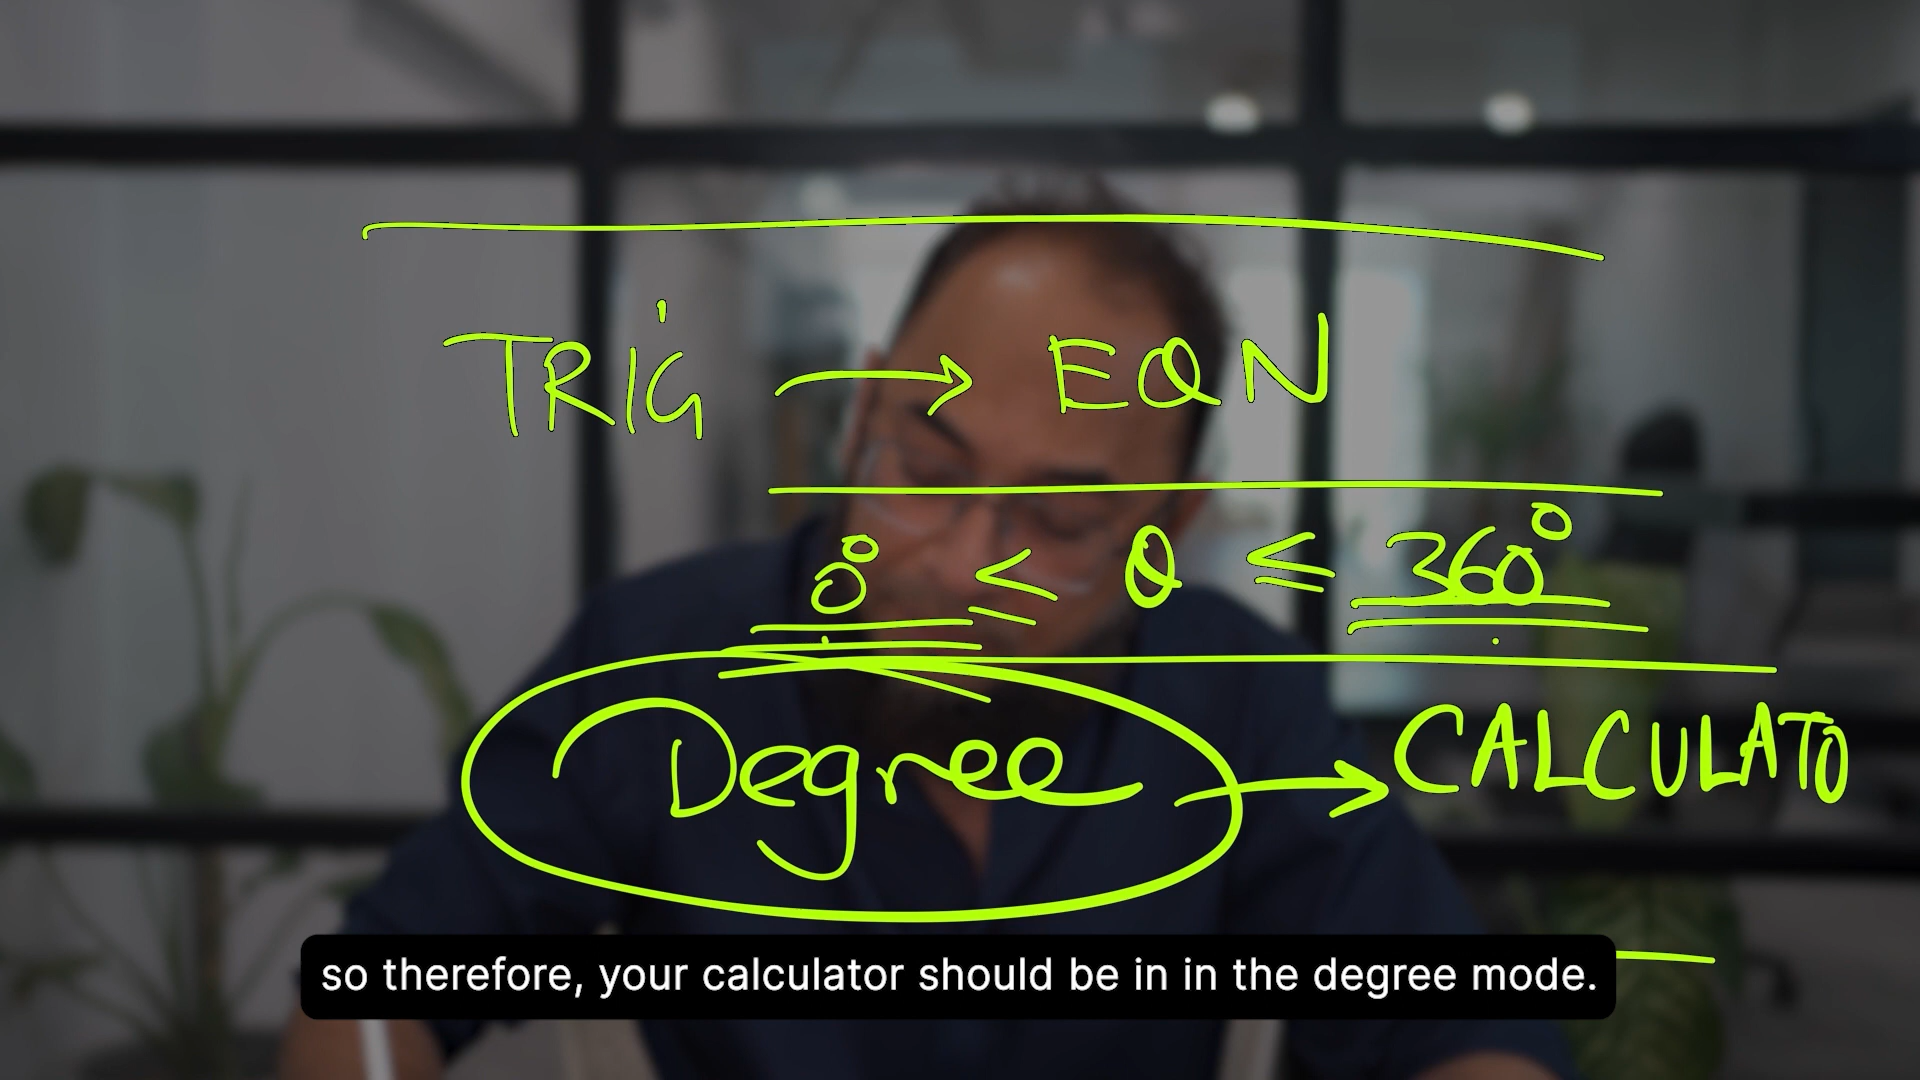 TRIG → EQN
0° ≤ θ ≤ 360°
Degree → CALCULATO
so therefore, your calculator should be in in the degree mode.